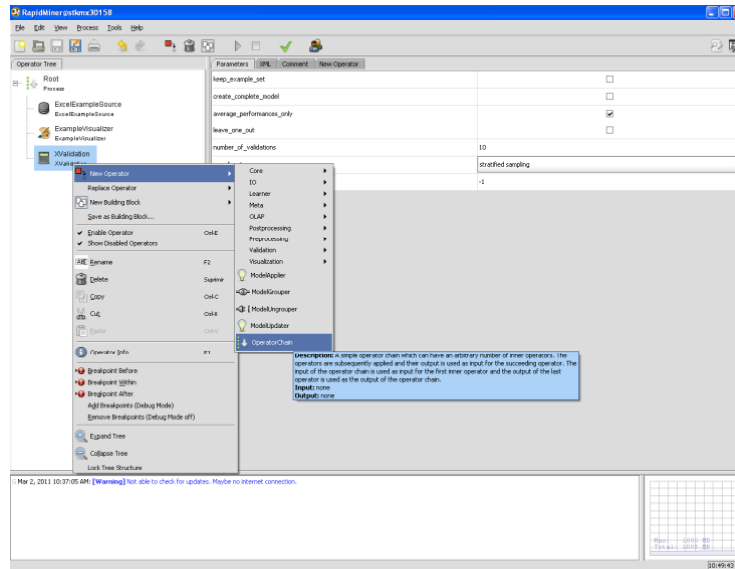 RapidMiner@stkmx30158
File Edit View Process Tools Help
Operator Tree
Parameters XML Comment New Operator
Root
Process
ExcelExampleSource
ExcelExampleSource
ExampleVisualizer
ExampleVisualizer
XValidation
keep_example_set
create_complete_model
average_performances_only
leave_one_out
number_of_validations 10
stratified sampling
-1
New Operator
Replace Operator
New Building Block
Save as Building Block...
Enable Operator Ctrl-E
Show Disabled Operators
Rename F2
Delete Suprimir
Copy Ctrl-C
Cut Ctrl-X
Paste Ctrl-V
Operator Info F1
Breakpoint Before
Breakpoint Within
Breakpoint After
Add Breakpoints (Debug Mode)
Remove Breakpoints (Debug Mode off)
Expand Tree
Collapse Tree
Lock Tree Structure
Core
IO
Learner
Meta
OLAP
Postprocessing
Preprocessing
Validation
Visualization
ModelApplier
ModelGrouper
ModelUngrouper
ModelUpdater
OperatorChain
Description: A simple operator chain which can have an arbitrary number of inner operators. The
operators are subsequently applied and their output is used as input for the succeeding operator. The
input of the operator chain is used as input for the first inner operator and the output of the last
operator is used as the output of the operator chain.
Input: none
Output: none
Mar 2, 2011 10:37:05 AM: [Warning] Not able to check for updates. Maybe no internet connection.
Max: MB
Total: MB
10:49:43